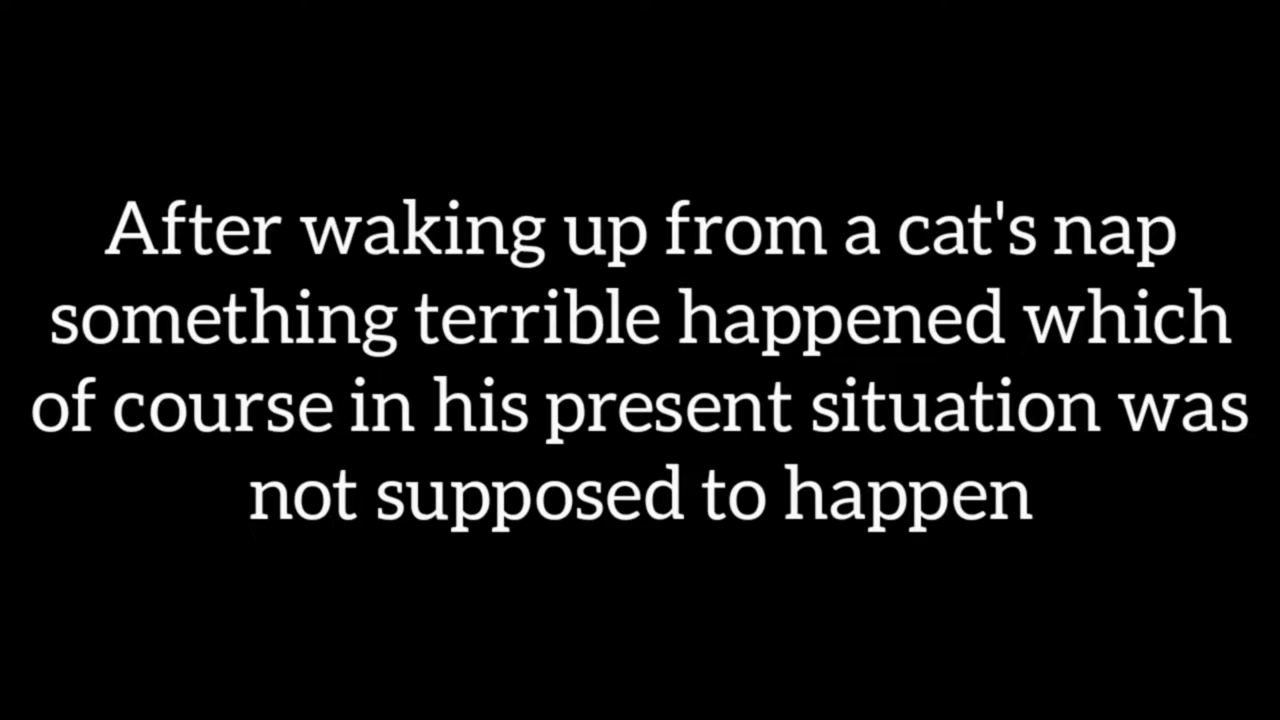 After waking up from a cat's nap
something terrible happened which
of course in his present situation was
not supposed to happen